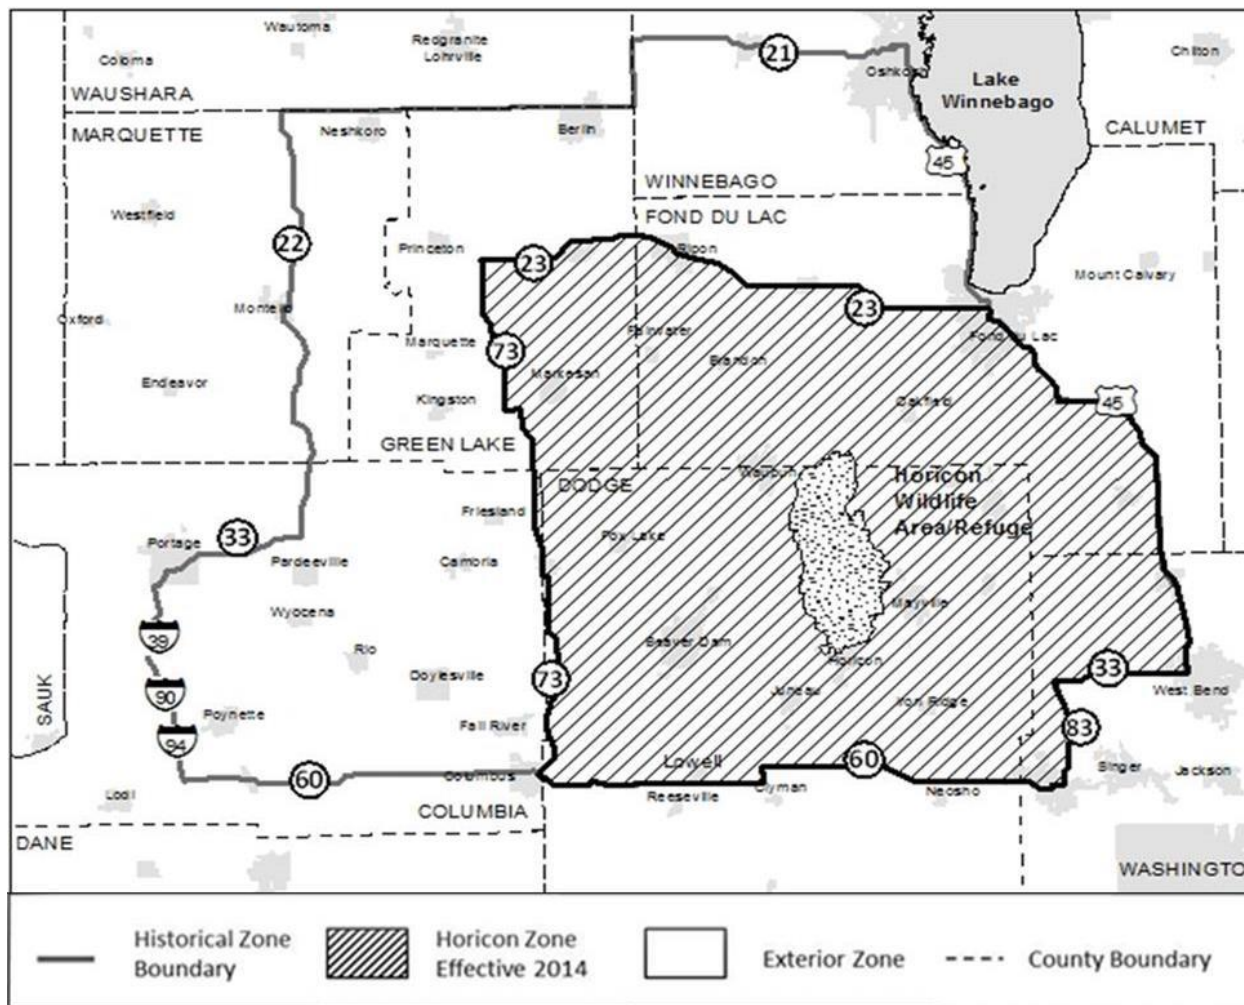 Wautoma
Redgranite
Lohrville
21
Chilton
Coloma
Oshkosh
Lake
Winnebago
WAUSHARA
MARQUETTE
Neshkoro
Berlin
CALUMET
45
WINNEBAGO
Westfield
FOND DU LAC
22
Princeton
23
Ripon
Mount Calvary
Oxford
Montello
23
Fairwater
Fond du Lac
Marquette
73
Brandon
Endeavor
Markesan
Kingston
Oakfield
45
GREEN LAKE
DODGE
Waupun
Horicon
Wildlife
Area/Refuge
Friesland
Portage
33
Fox Lake
Pardeeville
Cambria
Wyocena
Mayville
39
Rio
Beaver Dam
Horicon
Doylesville
73
33
90
Juneau
Iron Ridge
West Bend
SAUK
Poynette
Fall River
83
94
Lowell
60
60
Columbus
Slinger
Jackson
Lodi
Reeseville
Clyman
Neosho
COLUMBIA
DANE
WASHINGTO
Historical Zone
Boundary
Horicon Zone
Effective 2014
Exterior Zone
County Boundary